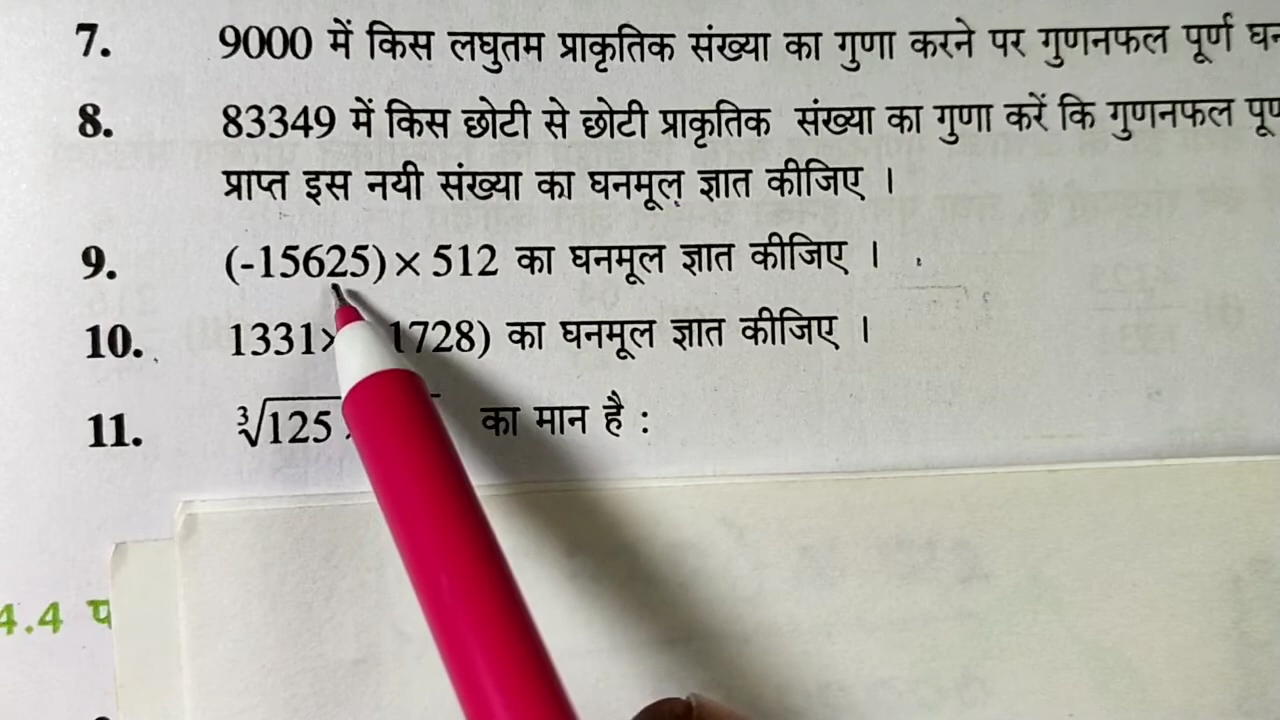 7. 9000 में किस लघुतम प्राकृतिक संख्या का गुणा करने पर गुणनफल पूर्ण
8. 83349 में किस छोटी से छोटी प्राकृतिक संख्या का गुणा करें कि गुणनफल
प्राप्त इस नयी संख्या का घनमूल ज्ञात कीजिए ।
9. (-15625) × 512 का घनमूल ज्ञात कीजिए ।
10. 1331× 1728) का घनमूल ज्ञात कीजिए ।
11. ∛125 का मान है :
4.4